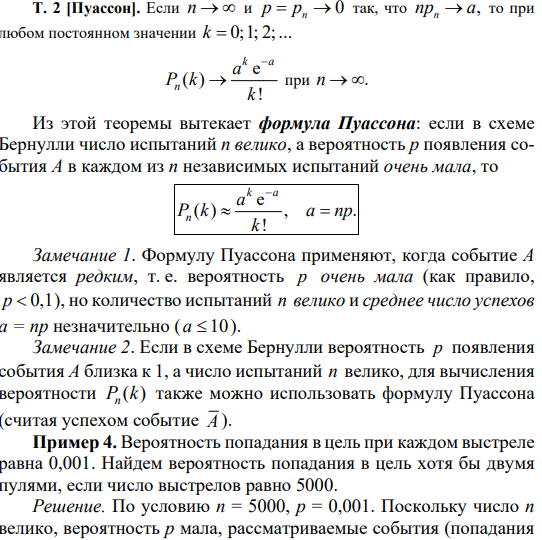 Т. 2 [Пуассон]. Если n → ∞ и p = pₙ → 0 так, что npₙ → a, то при
любом постоянном значении k = 0; 1; 2; ...
Pₙ(k) → (aᵏ e⁻ᵃ)/k! при n → ∞.
Из этой теоремы вытекает формула Пуассона: если в схеме
Бернулли число испытаний n велико, а вероятность p появления со-
бытия A в каждом из n независимых испытаний очень мала, то
Pₙ(k) ≈ (aᵏ e⁻ᵃ)/k!, a = np.
Замечание 1. Формулу Пуассона применяют, когда событие A
является редким, т. е. вероятность p очень мала (как правило,
p < 0,1), но количество испытаний n велико и среднее число успехов
a = np незначительно (a ≤ 10).
Замечание 2. Если в схеме Бернулли вероятность p появления
события A близка к 1, а число испытаний n велико, для вычисления
вероятности Pₙ(k) также можно использовать формулу Пуассона
(считая успехом событие A̅).
Пример 4. Вероятность попадания в цель при каждом выстреле
равна 0,001. Найдем вероятность попадания в цель хотя бы двумя
пулями, если число выстрелов равно 5000.
Решение. По условию n = 5000, p = 0,001. Поскольку число n
велико, вероятность p мала, рассматриваемые события (попадания